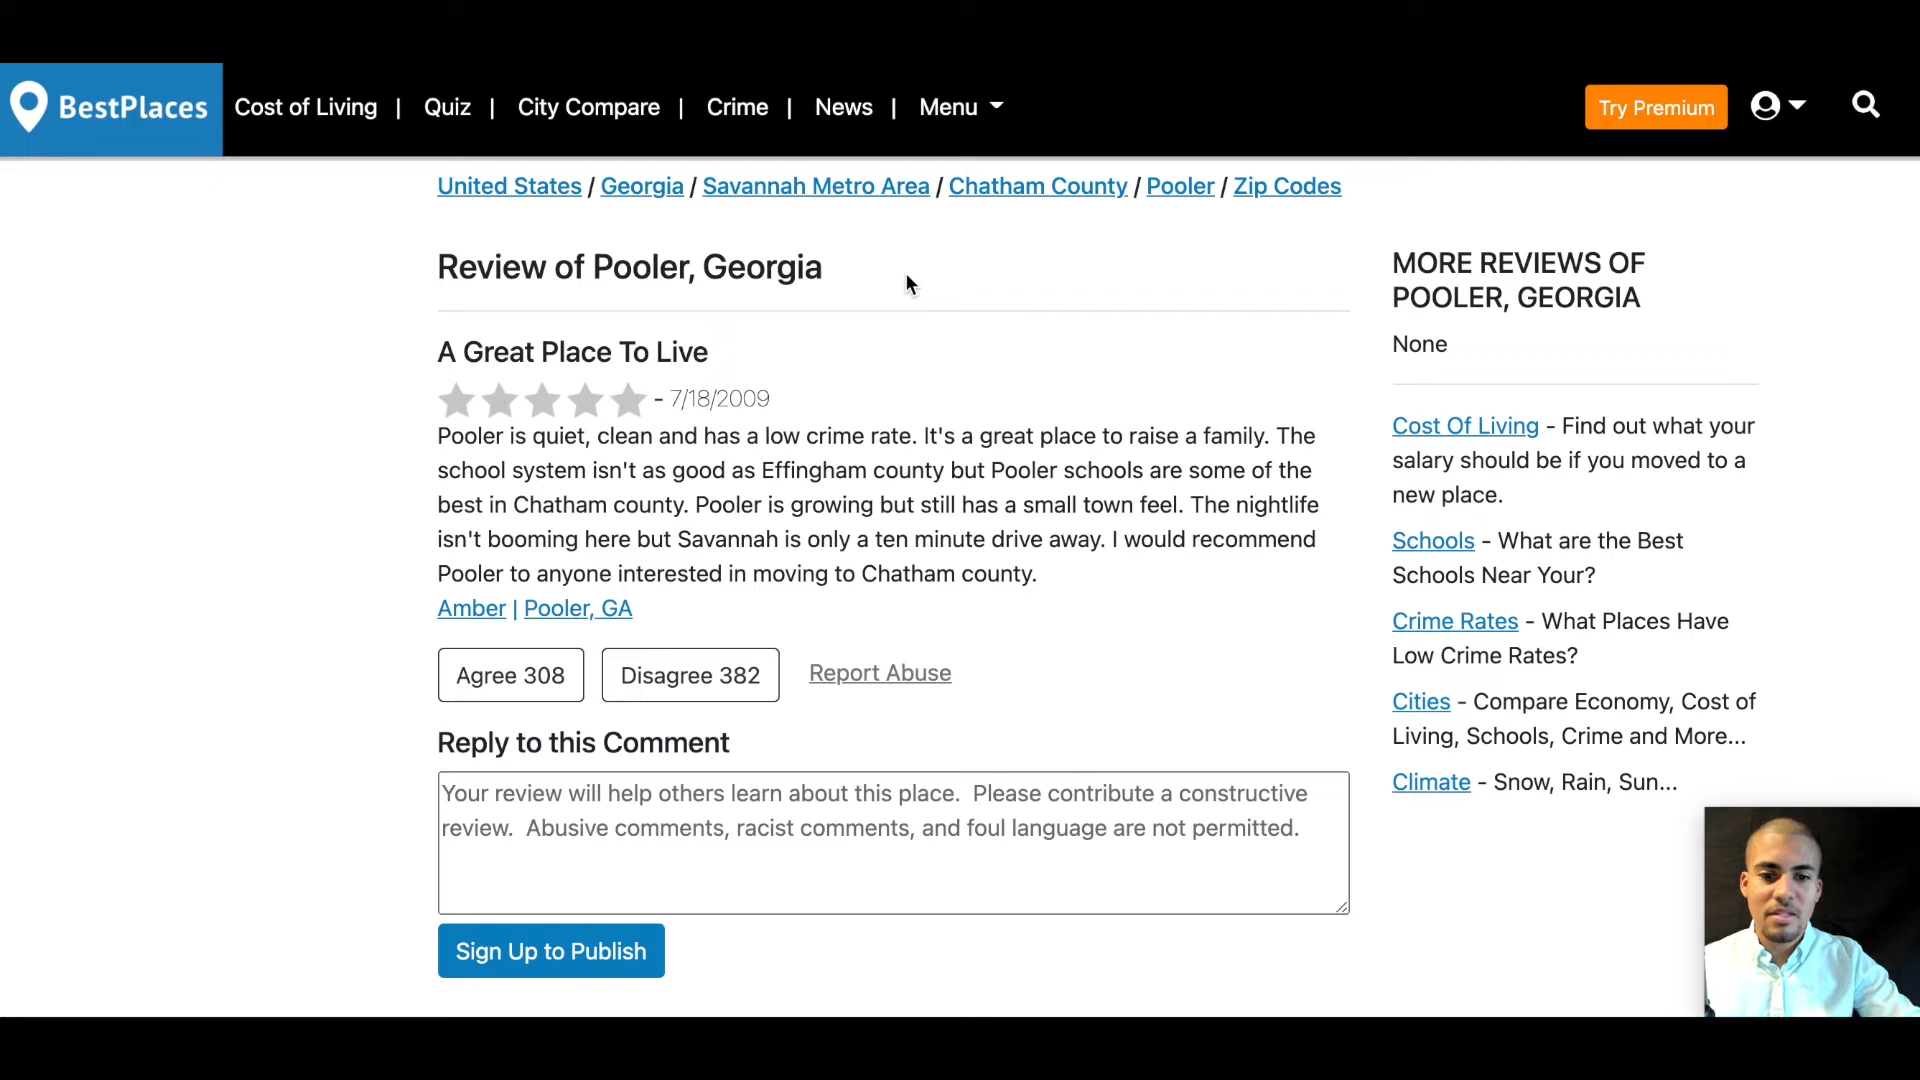 BestPlaces
Cost of Living | Quiz | City Compare | Crime | News | Menu
Try Premium
United States / Georgia / Savannah Metro Area / Chatham County / Pooler / Zip Codes
Review of Pooler, Georgia
A Great Place To Live
- 7/18/2009
Pooler is quiet, clean and has a low crime rate. It's a great place to raise a family. The
school system isn't as good as Effingham county but Pooler schools are some of the
best in Chatham county. Pooler is growing but still has a small town feel. The nightlife
isn't booming here but Savannah is only a ten minute drive away. I would recommend
Pooler to anyone interested in moving to Chatham county.
Amber | Pooler, GA
Agree 308
Disagree 382
Report Abuse
Reply to this Comment
Your review will help others learn about this place. Please contribute a constructive
review. Abusive comments, racist comments, and foul language are not permitted.
Sign Up to Publish
MORE REVIEWS OF
POOLER, GEORGIA
None
Cost Of Living - Find out what your
salary should be if you moved to a
new place.
Schools - What are the Best
Schools Near Your?
Crime Rates - What Places Have
Low Crime Rates?
Cities - Compare Economy, Cost of
Living, Schools, Crime and More...
Climate - Snow, Rain, Sun...